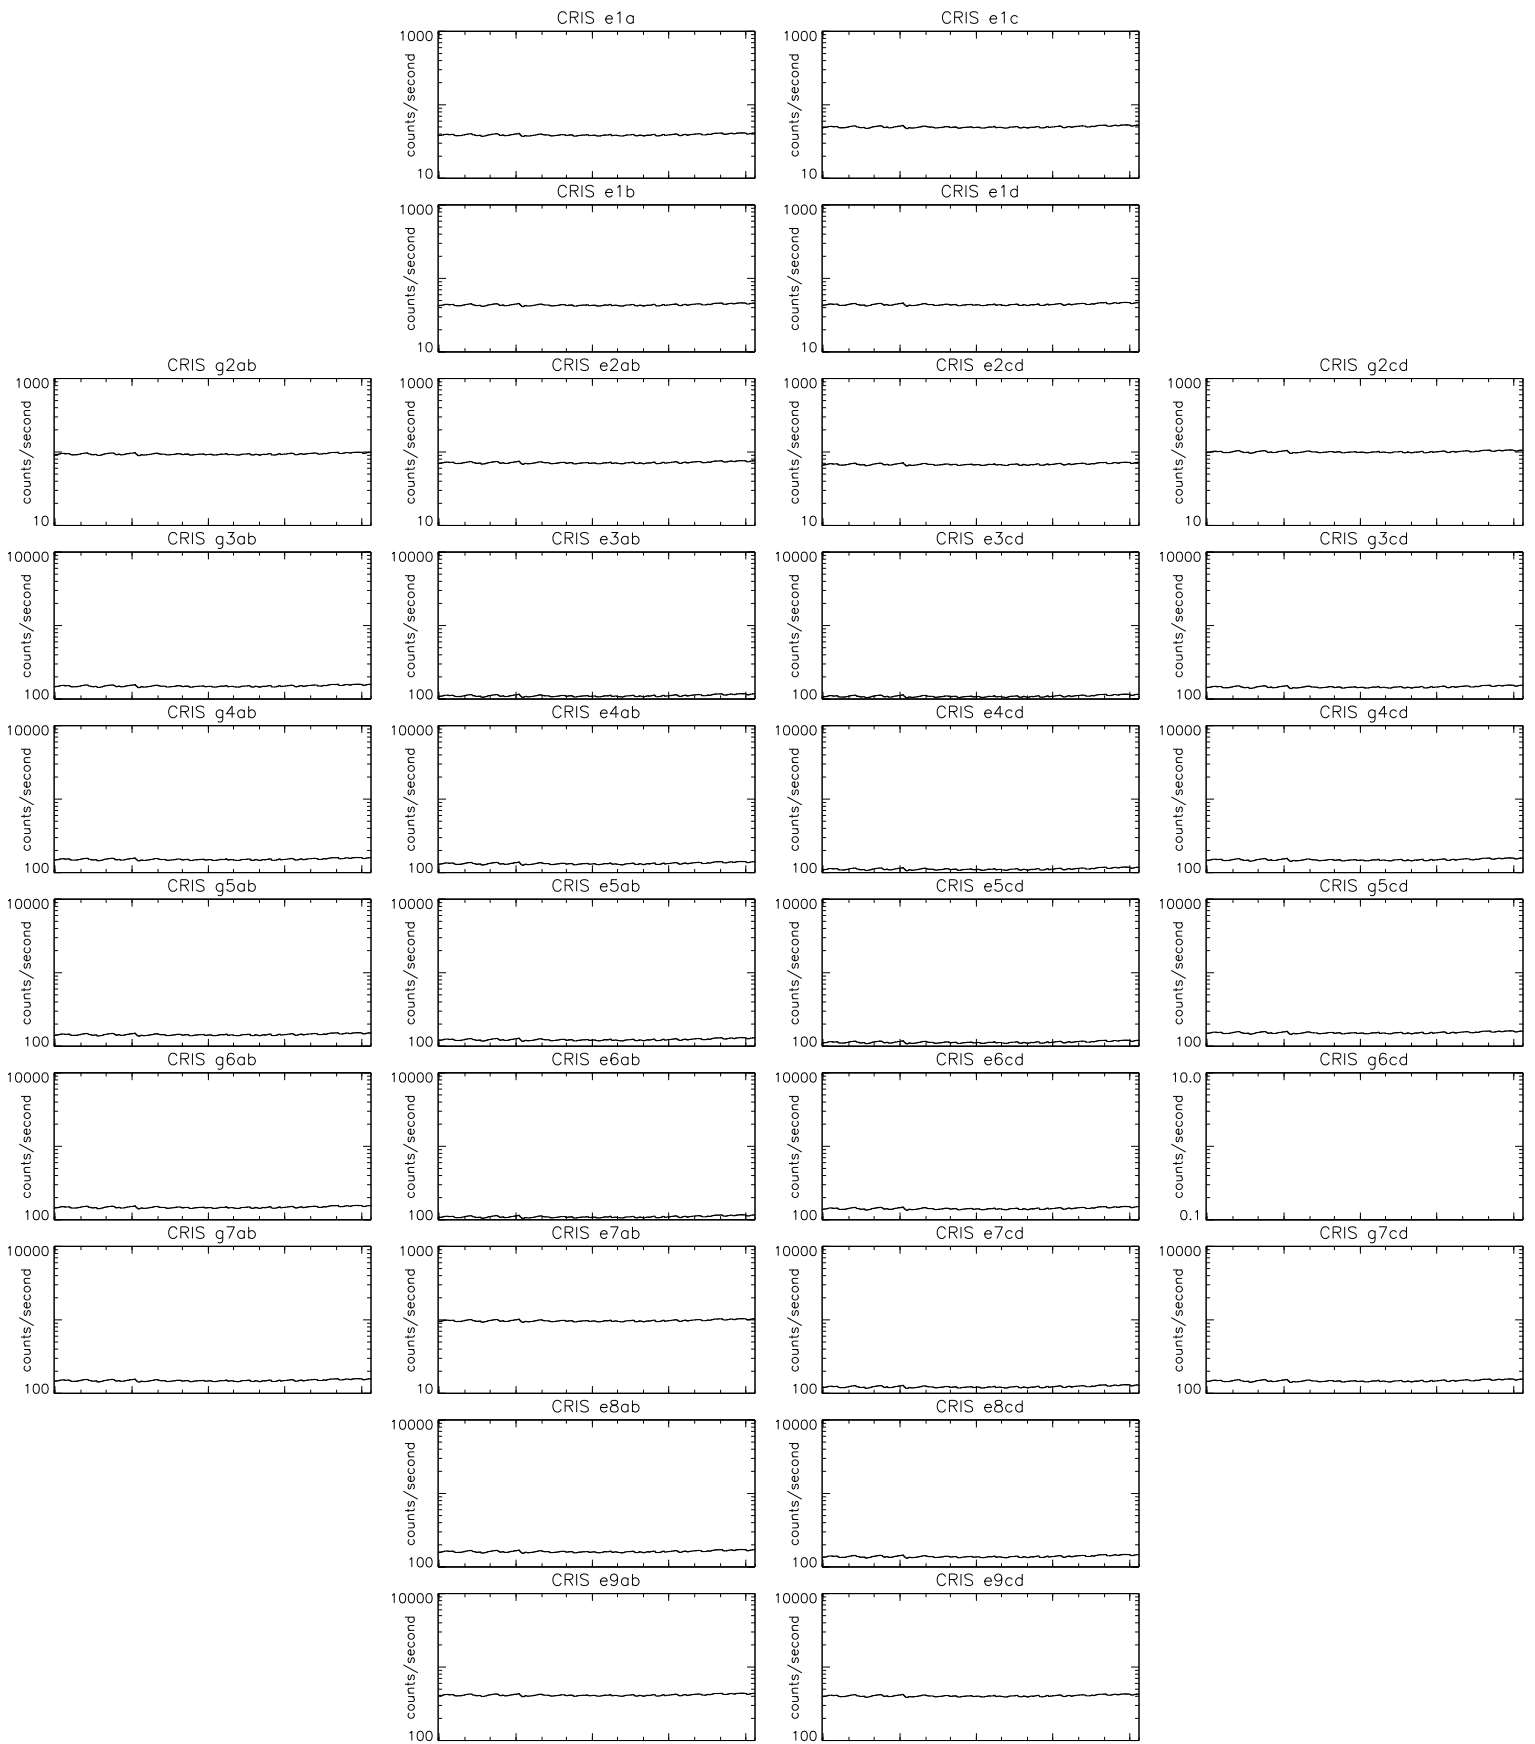 CRIS e1a
1000
counts/second
10
CRIS e1c
1000
counts/second
10
CRIS e1b
1000
counts/second
10
CRIS e1d
1000
counts/second
10
CRIS g2ab
1000
counts/second
10
CRIS e2ab
1000
counts/second
10
CRIS e2cd
1000
counts/second
10
CRIS g2cd
1000
counts/second
10
CRIS g3ab
10000
counts/second
100
CRIS e3ab
10000
counts/second
100
CRIS e3cd
10000
counts/second
100
CRIS g3cd
10000
counts/second
100
CRIS g4ab
10000
counts/second
100
CRIS e4ab
10000
counts/second
100
CRIS e4cd
10000
counts/second
100
CRIS g4cd
10000
counts/second
100
CRIS g5ab
10000
counts/second
100
CRIS e5ab
10000
counts/second
100
CRIS e5cd
10000
counts/second
100
CRIS g5cd
10000
counts/second
100
CRIS g6ab
10000
counts/second
100
CRIS e6ab
10000
counts/second
100
CRIS e6cd
10000
counts/second
100
CRIS g6cd
10.0
counts/second
0.1
CRIS g7ab
10000
counts/second
100
CRIS e7ab
1000
counts/second
10
CRIS e7cd
10000
counts/second
100
CRIS g7cd
10000
counts/second
100
CRIS e8ab
10000
counts/second
100
CRIS e8cd
10000
counts/second
100
CRIS e9ab
10000
counts/second
100
CRIS e9cd
10000
counts/second
100